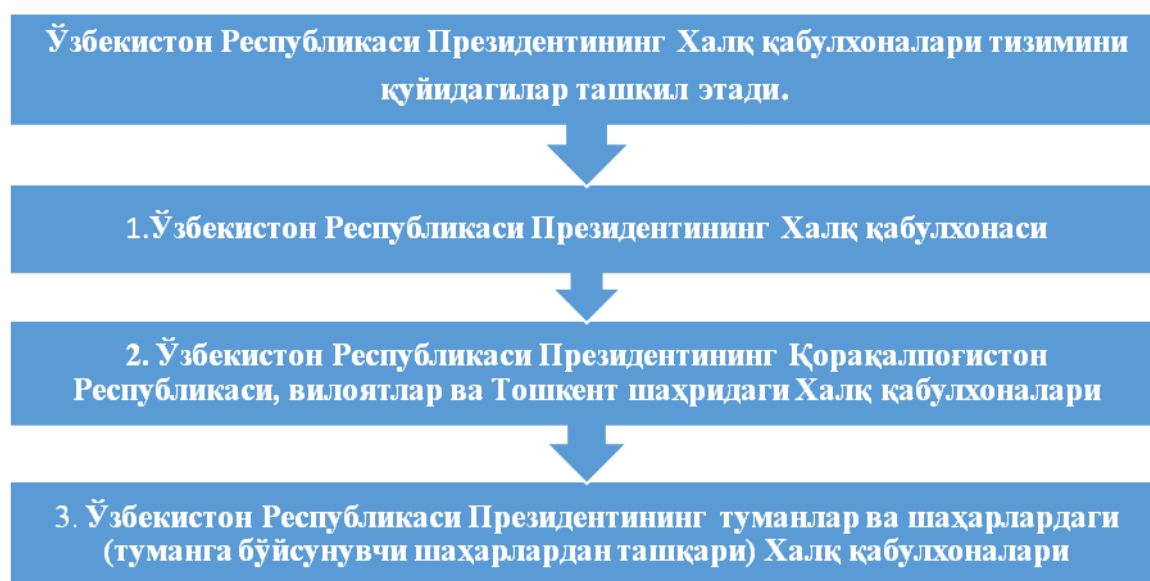 Ўзбекистон Республикаси Президентининг Халқ қабулхоналари тизимини
қуйидагилар ташкил этади.
1.Ўзбекистон Республикаси Президентининг Халқ қабулхонаси
2. Ўзбекистон Республикаси Президентининг Қорақалпоғистон
Республикаси, вилоятлар ва Тошкент шаҳридаги Халқ қабулхоналари
3. Ўзбекистон Республикаси Президентининг туманлар ва шаҳарлардаги
(туманга бўйсунувчи шаҳарлардан ташқари) Халқ қабулхоналари